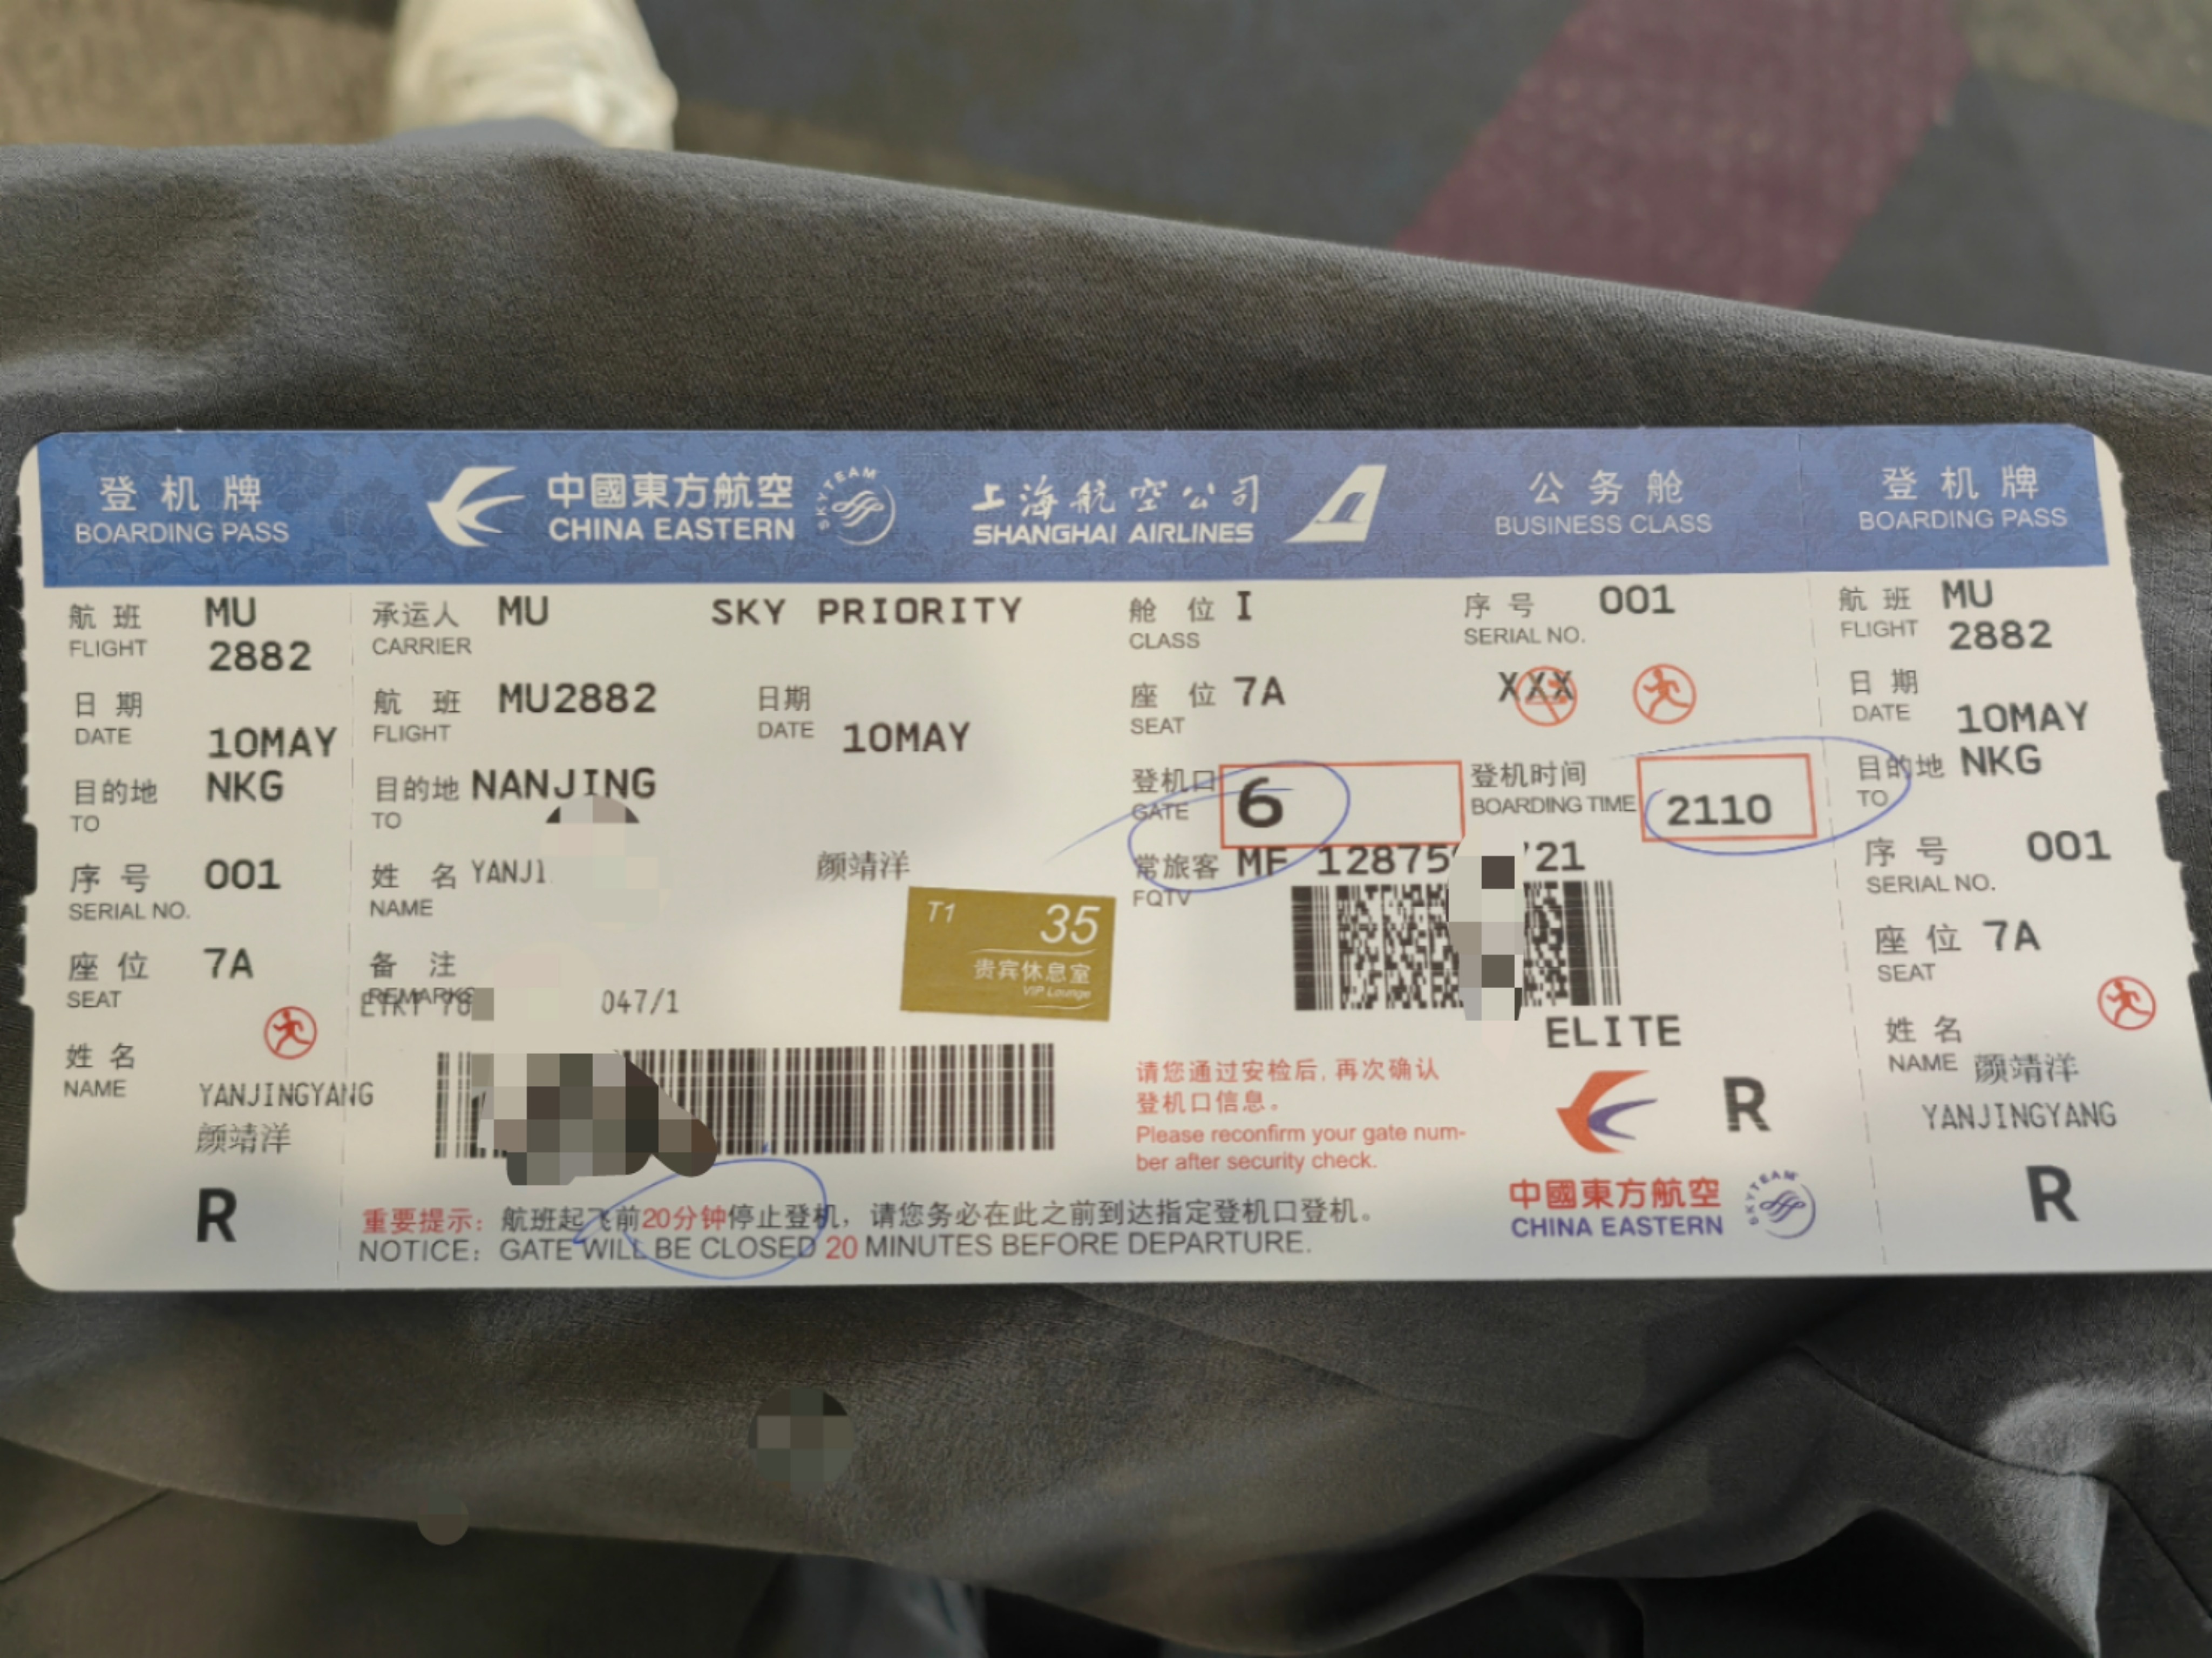 登机牌
BOARDING PASS
航班 MU
FLIGHT 2882
日期
DATE 10MAY
目的地 NKG
TO
序号 001
SERIAL NO.
座位 7A
SEAT
姓名
NAME YANJINGYANG
颜靖洋
R
中國東方航空
CHINA EASTERN
SKYTEAM
上海航空公司
SHANGHAI AIRLINES
公务舱
BUSINESS CLASS
承运人 MU SKY PRIORITY
CARRIER
舱位 I
CLASS
序号 001
SERIAL NO.
航班 MU2882
FLIGHT
日期
DATE 10MAY
座位 7A
SEAT
XXX
目的地 NANJING
TO
登机口 6
GATE
登机时间
BOARDING TIME 2110
姓名 YANJI
NAME
颜靖洋
常旅客 MF 12875 721
FQTV
备注
REMARKS
ETKT 78 047/1
T1 35
贵宾休息室
VIP Lounge
ELITE
请您通过安检后,再次确认
登机口信息。
Please reconfirm your gate num-
ber after security check.
R
中國東方航空
CHINA EASTERN
SKYTEAM
重要提示：航班起飞前20分钟停止登机，请您务必在此之前到达指定登机口登机。
NOTICE：GATE WILL BE CLOSED 20 MINUTES BEFORE DEPARTURE.
登机牌
BOARDING PASS
航班 MU
FLIGHT 2882
日期
DATE 10MAY
目的地 NKG
TO
序号 001
SERIAL NO.
座位 7A
SEAT
姓名
NAME 颜靖洋
YANJINGYANG
R